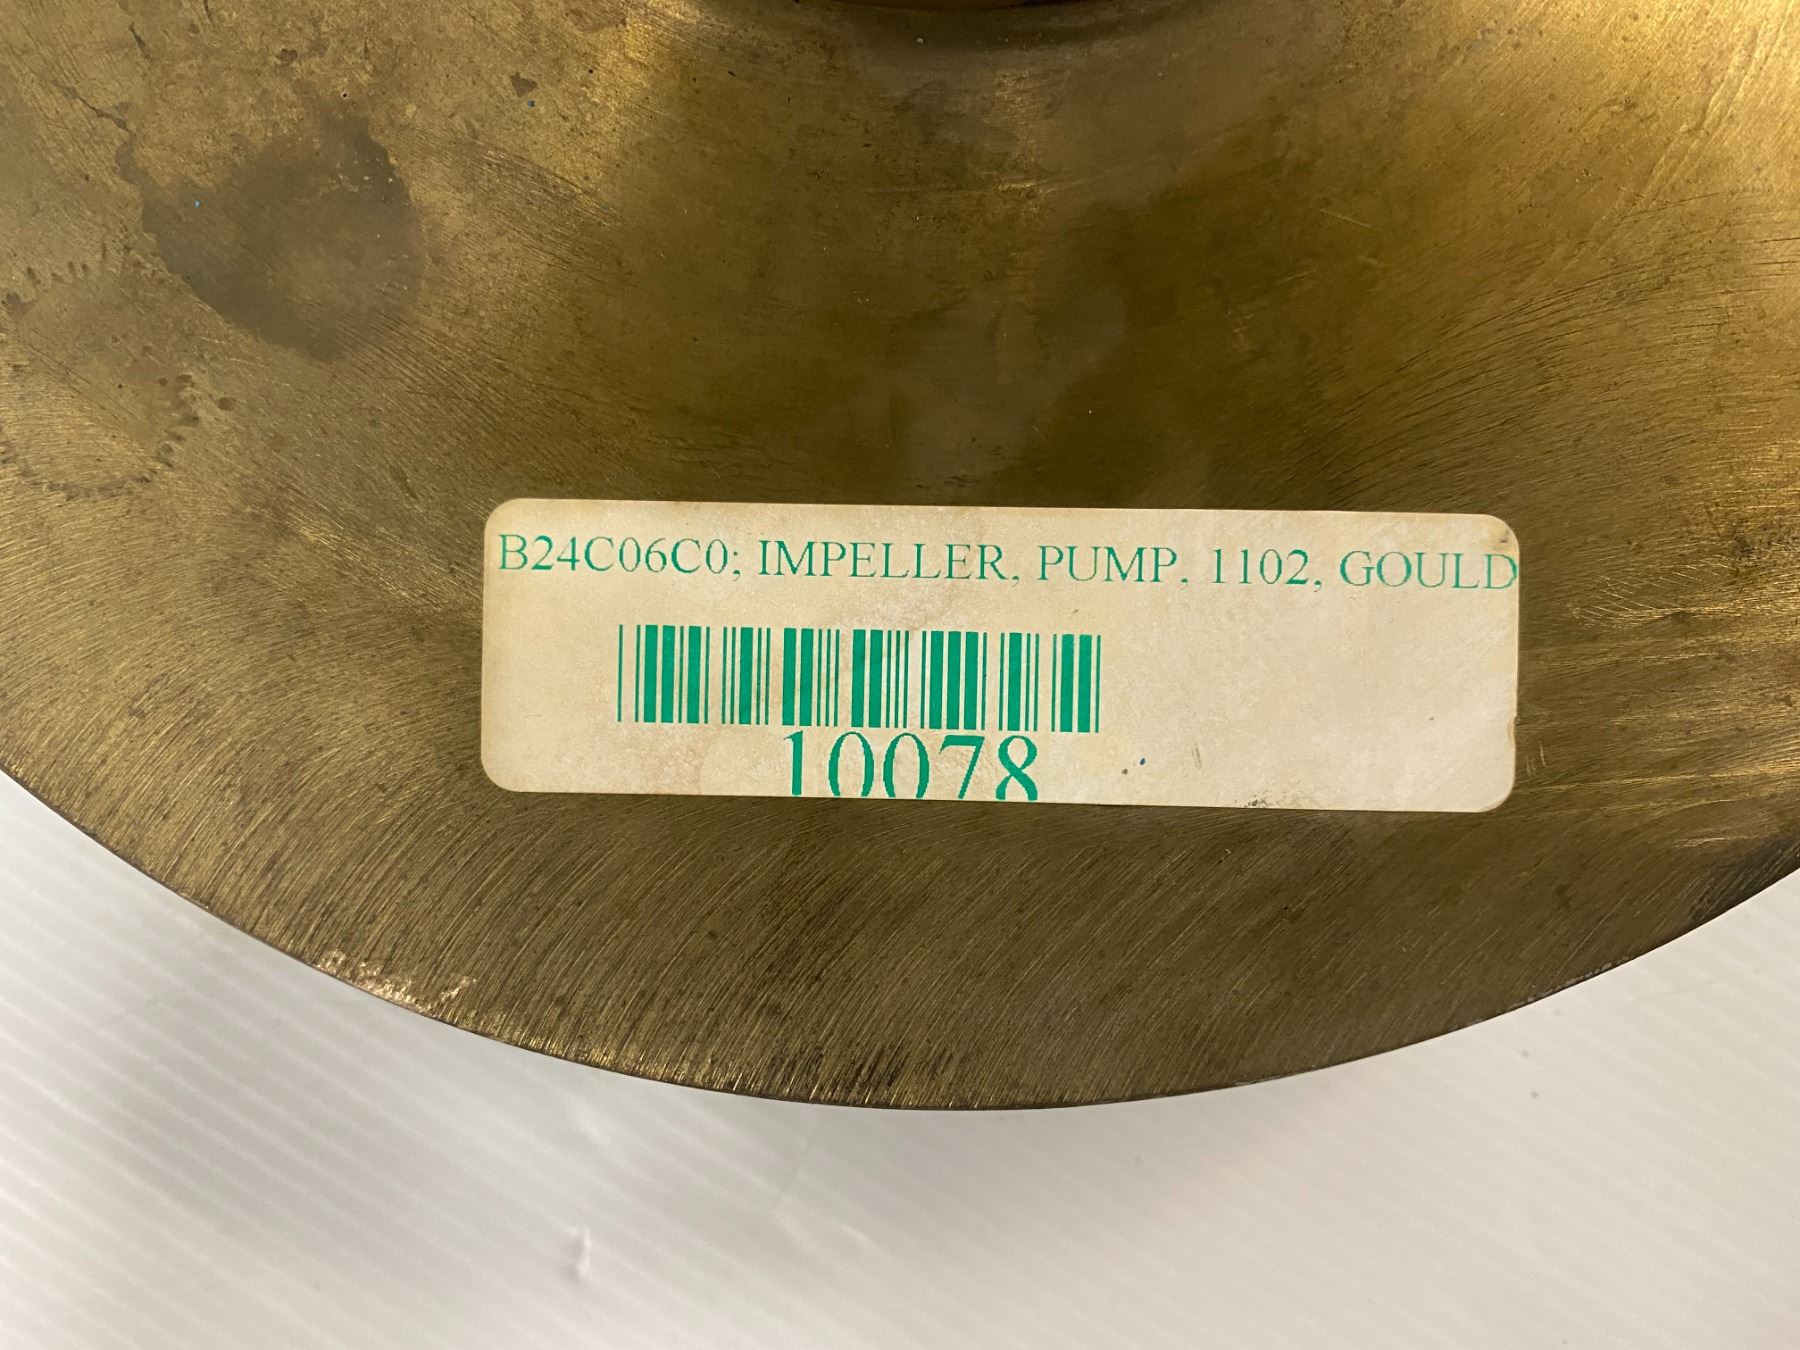 B24C06C0; IMPELLER, PUMP, 1102, GOULD
10078